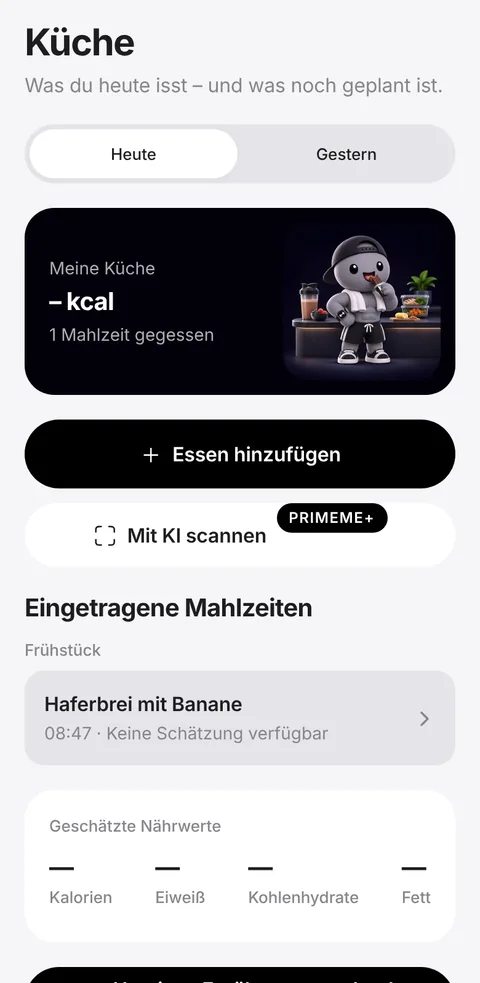 Küche
Was du heute isst – und was noch geplant ist.
Heute
Gestern
Meine Küche
– kcal
1 Mahlzeit gegessen
+ Essen hinzufügen
PRIMEME+
Mit KI scannen
Eingetragene Mahlzeiten
Frühstück
Haferbrei mit Banane
08:47 · Keine Schätzung verfügbar
Geschätzte Nährwerte
— — — —
Kalorien Eiweiß Kohlenhydrate Fett